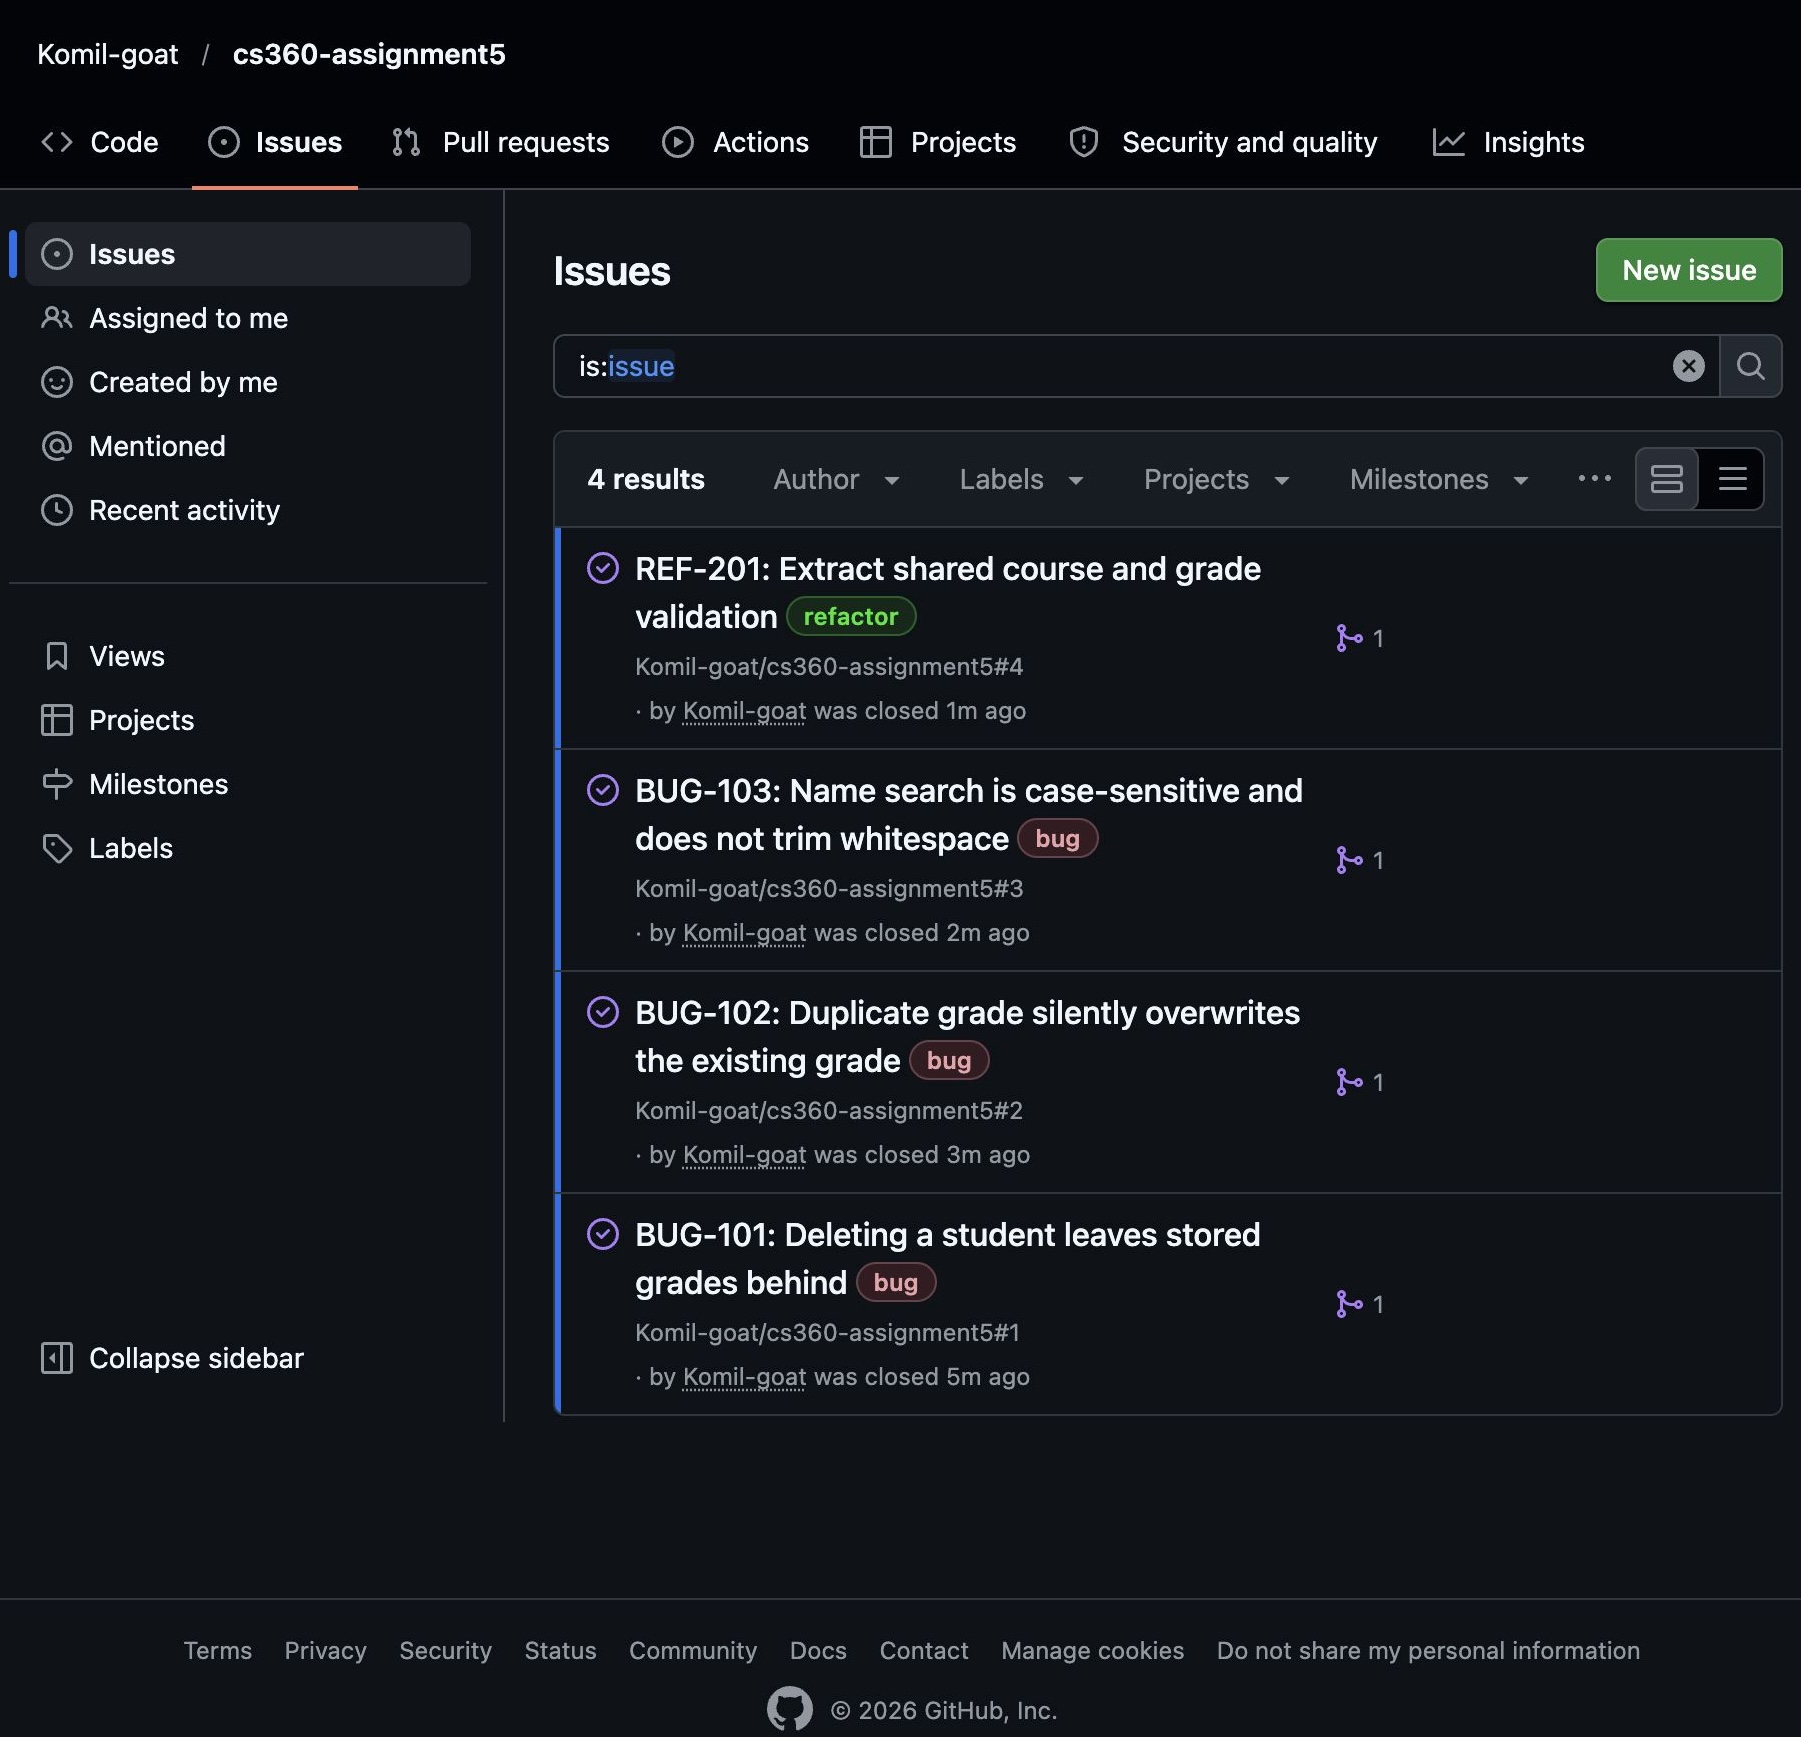 Komil-goat / cs360-assignment5
Code Issues Pull requests Actions Projects Security and quality Insights
Issues
Assigned to me
Created by me
Mentioned
Recent activity
Views
Projects
Milestones
Labels
Collapse sidebar
Issues
New issue
is:issue
4 results Author Labels Projects Milestones
REF-201: Extract shared course and grade
validation refactor
1
Komil-goat/cs360-assignment5#4
· by Komil-goat was closed 1m ago
BUG-103: Name search is case-sensitive and
does not trim whitespace bug
1
Komil-goat/cs360-assignment5#3
· by Komil-goat was closed 2m ago
BUG-102: Duplicate grade silently overwrites
the existing grade bug
1
Komil-goat/cs360-assignment5#2
· by Komil-goat was closed 3m ago
BUG-101: Deleting a student leaves stored
grades behind bug
1
Komil-goat/cs360-assignment5#1
· by Komil-goat was closed 5m ago
Terms Privacy Security Status Community Docs Contact Manage cookies Do not share my personal information
© 2026 GitHub, Inc.